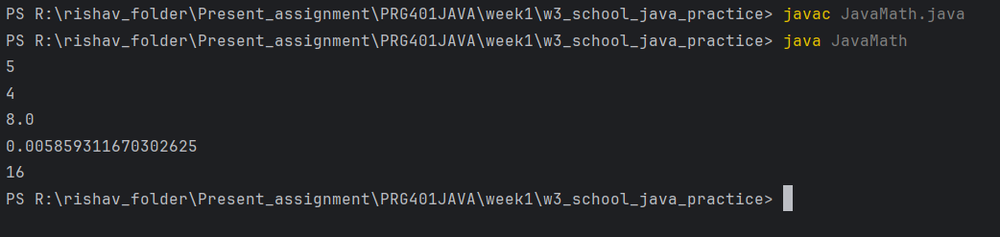 PS R:\rishav_folder\Present_assignment\PRG401JAVA\week1\w3_school_java_practice> javac JavaMath.java
PS R:\rishav_folder\Present_assignment\PRG401JAVA\week1\w3_school_java_practice> java JavaMath
5
4
8.0
0.005859311670302625
16
PS R:\rishav_folder\Present_assignment\PRG401JAVA\week1\w3_school_java_practice>